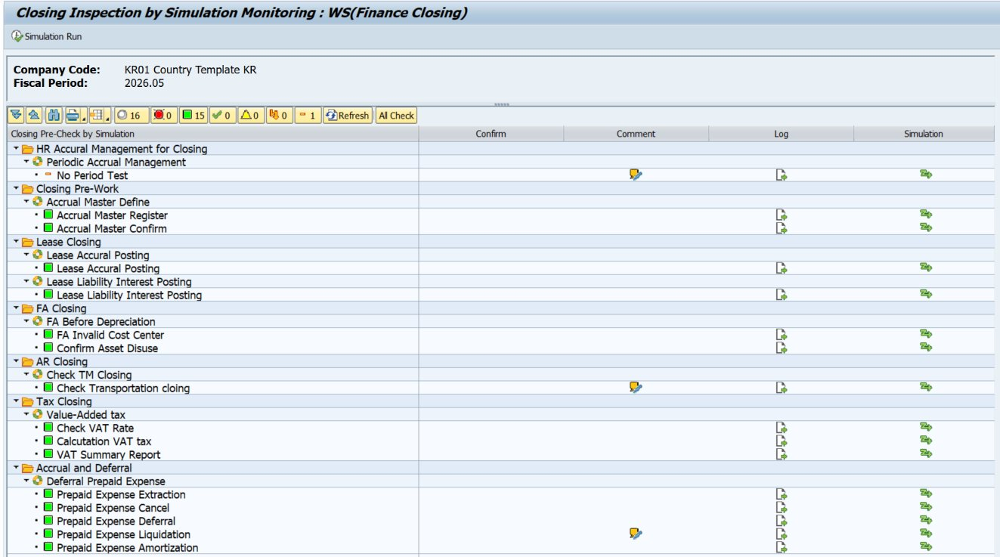 Closing Inspection by Simulation Monitoring : WS(Finance Closing)
Simulation Run
Company Code: KR01 Country Template KR
Fiscal Period: 2026.05
16 0 15 0 0 0 1 Refresh All Check
Closing Pre-Check by Simulation Confirm Comment Log Simulation
HR Accural Management for Closing
Periodic Accrual Management
No Period Test
Closing Pre-Work
Accrual Master Define
Accrual Master Register
Accrual Master Confirm
Lease Closing
Lease Accural Posting
Lease Accural Posting
Lease Liability Interest Posting
Lease Liability Interest Posting
FA Closing
FA Before Depreciation
FA Invalid Cost Center
Confirm Asset Disuse
AR Closing
Check TM Closing
Check Transportation cloing
Tax Closing
Value-Added tax
Check VAT Rate
Calcutation VAT tax
VAT Summary Report
Accrual and Deferral
Deferral Prepaid Expense
Prepaid Expense Extraction
Prepaid Expense Cancel
Prepaid Expense Deferral
Prepaid Expense Liquidation
Prepaid Expense Amortization